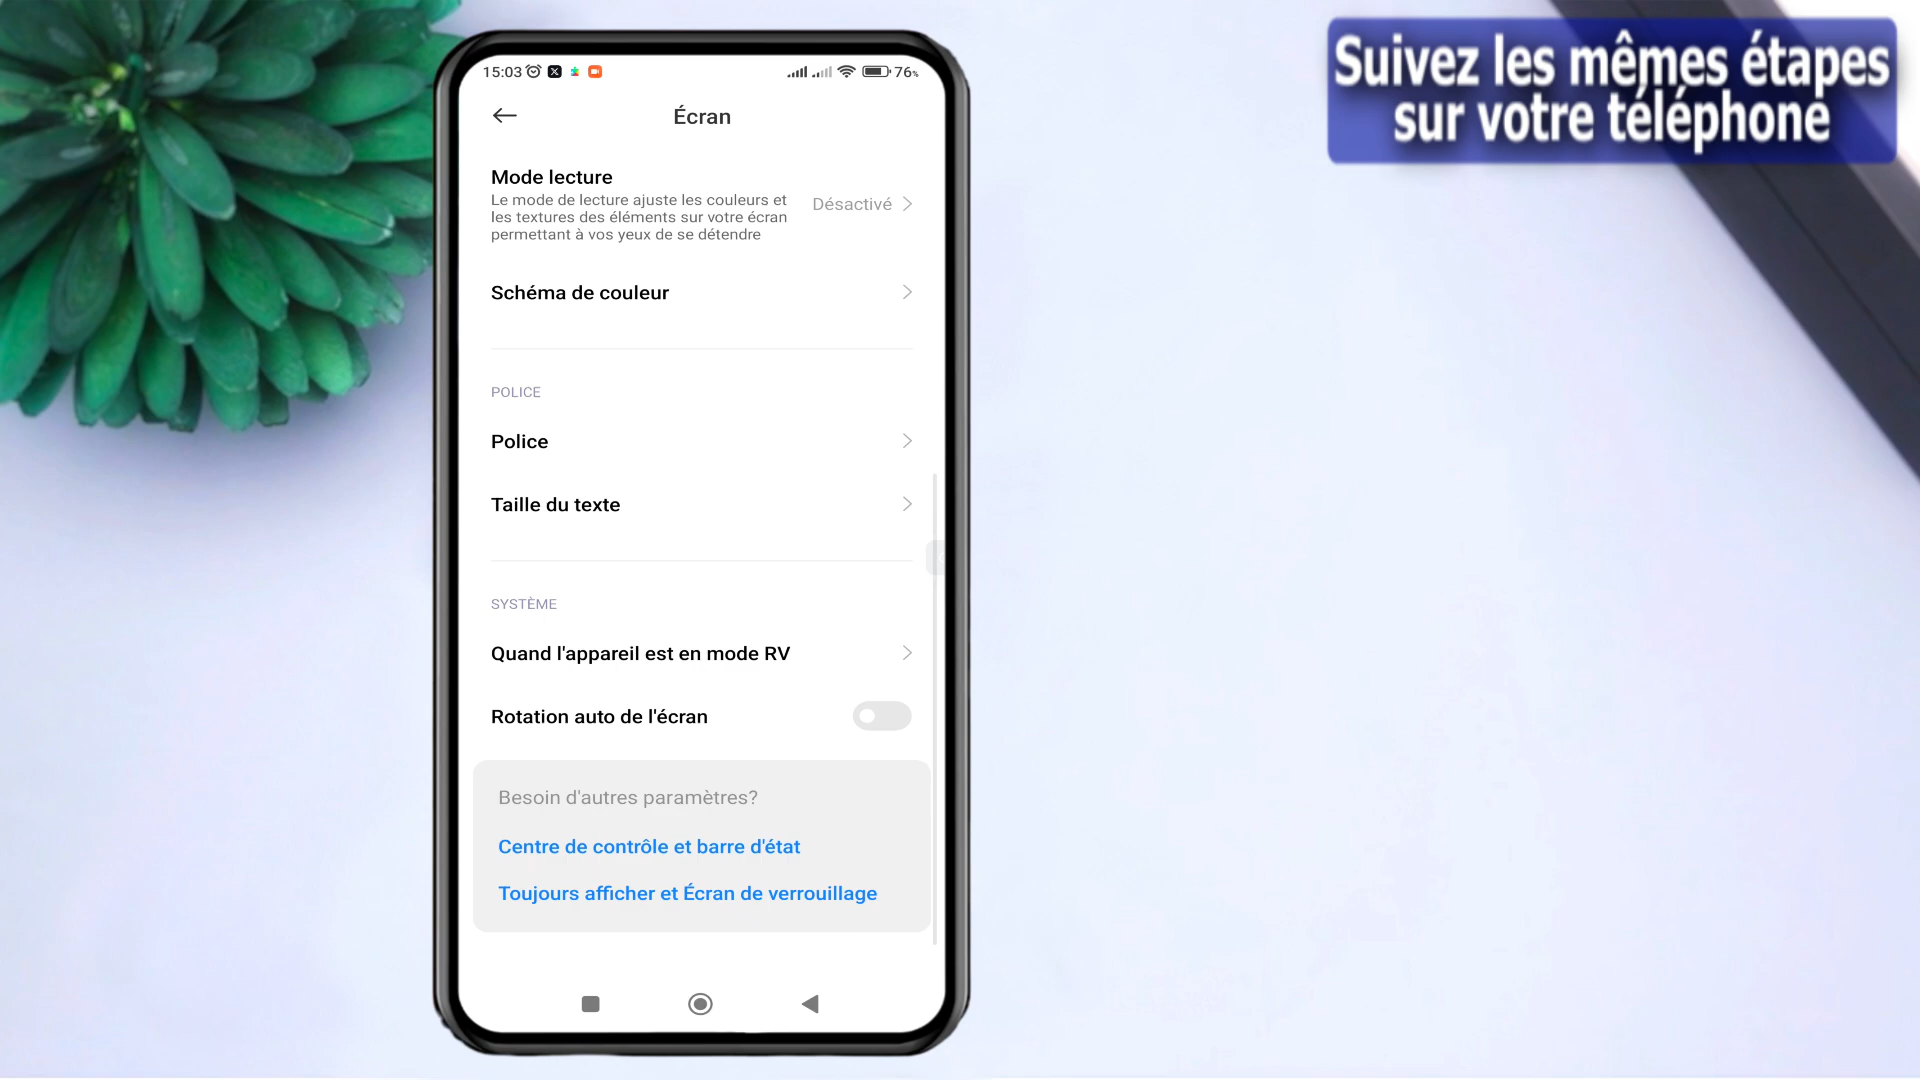 Suivez les mêmes étapes
sur votre téléphone
15:03
76%
Écran
Mode lecture
Le mode de lecture ajuste les couleurs et
les textures des éléments sur votre écran
permettant à vos yeux de se détendre
Désactivé
Schéma de couleur
POLICE
Police
Taille du texte
SYSTÈME
Quand l'appareil est en mode RV
Rotation auto de l'écran
Besoin d'autres paramètres?
Centre de contrôle et barre d'état
Toujours afficher et Écran de verrouillage